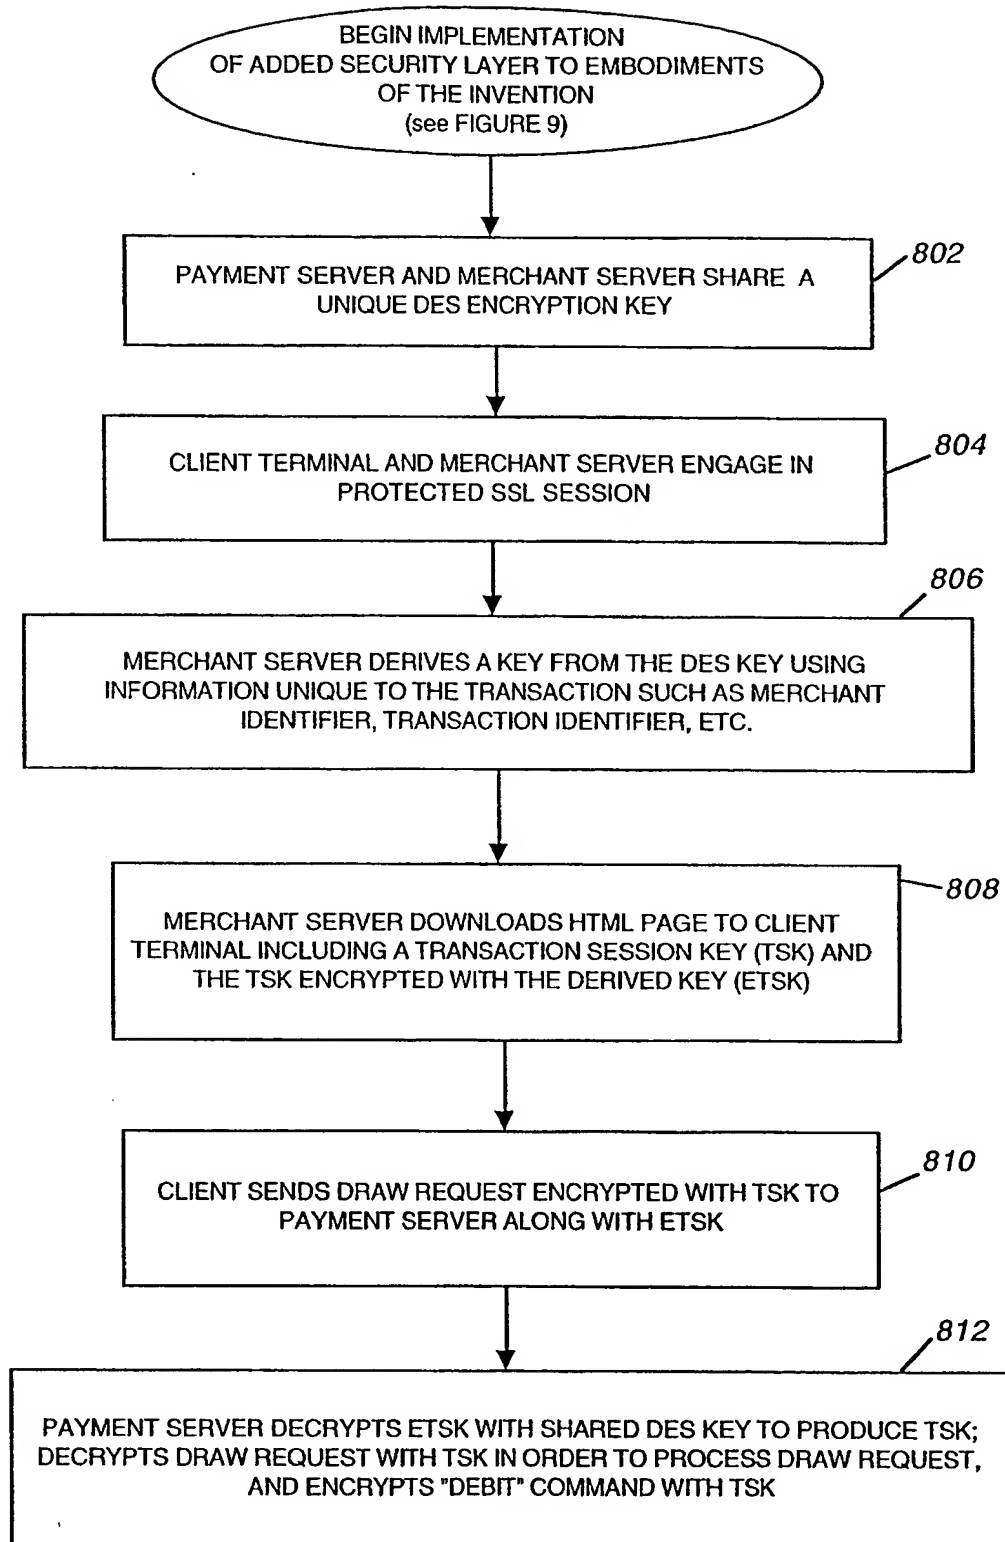 BEGIN IMPLEMENTATION
OF ADDED SECURITY LAYER TO EMBODIMENTS
OF THE INVENTION
(see FIGURE 9)
802
PAYMENT SERVER AND MERCHANT SERVER SHARE A
UNIQUE DES ENCRYPTION KEY
804
CLIENT TERMINAL AND MERCHANT SERVER ENGAGE IN
PROTECTED SSL SESSION
806
MERCHANT SERVER DERIVES A KEY FROM THE DES KEY USING
INFORMATION UNIQUE TO THE TRANSACTION SUCH AS MERCHANT
IDENTIFIER, TRANSACTION IDENTIFIER, ETC.
808
MERCHANT SERVER DOWNLOADS HTML PAGE TO CLIENT
TERMINAL INCLUDING A TRANSACTION SESSION KEY (TSK) AND
THE TSK ENCRYPTED WITH THE DERIVED KEY (ETSK)
810
CLIENT SENDS DRAW REQUEST ENCRYPTED WITH TSK TO
PAYMENT SERVER ALONG WITH ETSK
812
PAYMENT SERVER DECRYPTS ETSK WITH SHARED DES KEY TO PRODUCE TSK;
DECRYPTS DRAW REQUEST WITH TSK IN ORDER TO PROCESS DRAW REQUEST,
AND ENCRYPTS "DEBIT" COMMAND WITH TSK